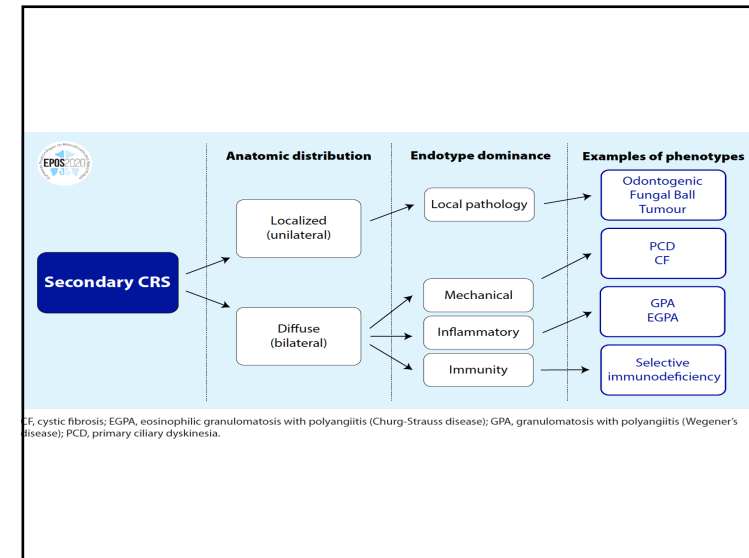 EPOS2020
Anatomic distribution
Endotype dominance
Examples of phenotypes
Secondary CRS
Localized
(unilateral)
Diffuse
(bilateral)
Local pathology
Mechanical
Inflammatory
Immunity
Odontogenic
Fungal Ball
Tumour
PCD
CF
GPA
EGPA
Selective
immunodeficiency
CF, cystic fibrosis; EGPA, eosinophilic granulomatosis with polyangiitis (Churg-Strauss disease); GPA, granulomatosis with polyangiitis (Wegener's
disease); PCD, primary ciliary dyskinesia.